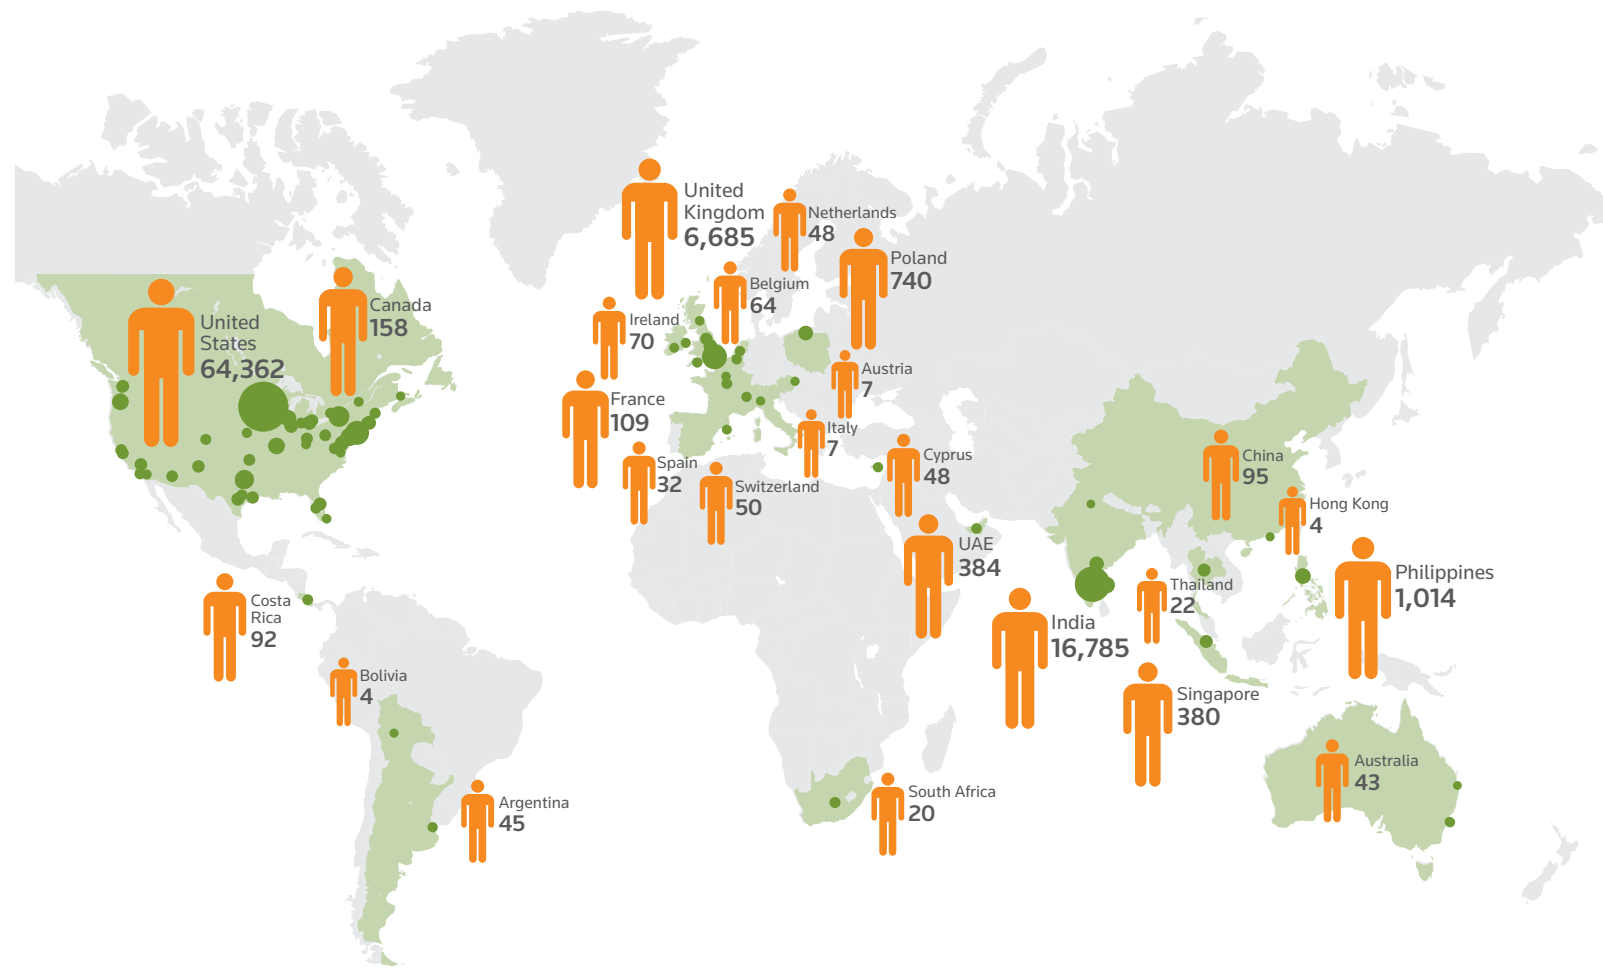 United
Kingdom
6,685
Netherlands
48
Poland
740
Belgium
64
Canada
158
Ireland
70
United
States
64,362
Austria
7
France
109
Italy
7
Spain
32
Switzerland
50
Cyprus
48
China
95
Hong Kong
4
UAE
384
Philippines
1,014
Thailand
22
Costa
Rica
92
India
16,785
Bolivia
4
Singapore
380
Australia
43
Argentina
45
South Africa
20